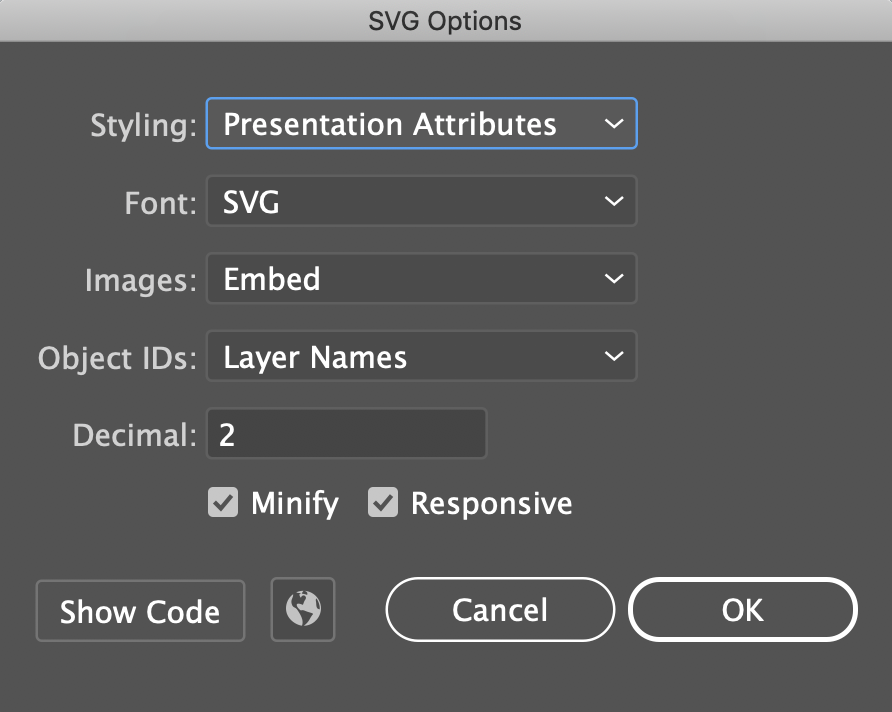 SVG Options
Styling: Presentation Attributes
Font: SVG
Images: Embed
Object IDs: Layer Names
Decimal: 2
Minify Responsive
Show Code Cancel OK